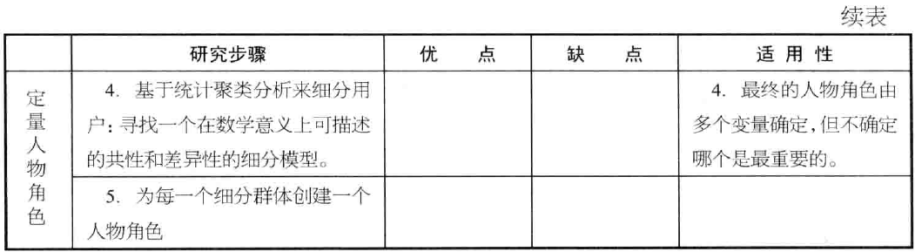 续表
研究步骤 优 点 缺 点 适 用 性
定量人物角色
4. 基于统计聚类分析来细分用
户：寻找一个在数学意义上可描述
的共性和差异性的细分模型。
4. 最终的人物角色由
多个变量确定，但不确定
哪个是最重要的。
5. 为每一个细分群体创建一个
人物角色